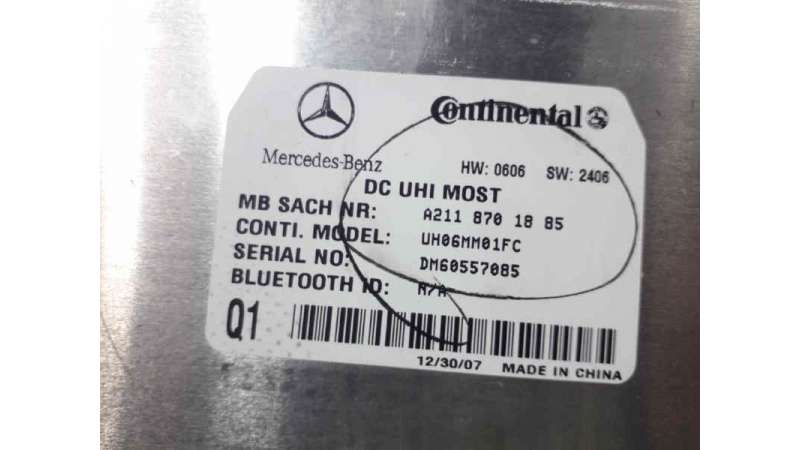 Continental
Mercedes-Benz
HW: 0606 SW: 2406
DC UHI MOST
MB SACH NR: A211 870 18 85
CONTI. MODEL: UH06MM01FC
SERIAL NO: DM60557085
BLUETOOTH ID: N/A
Q1
12/30/07 MADE IN CHINA